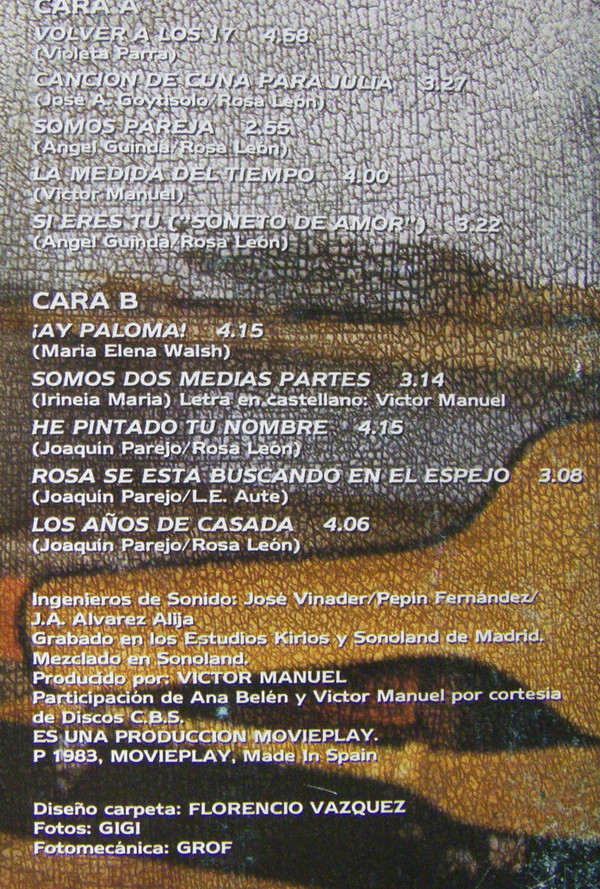 CARA A
VOLVER A LOS 17 4.58
(Violeta Parra)
CANCION DE CUNA PARA JULIA 3.27
(José A. Goytisolo/Rosa León)
SOMOS PAREJA 2.55
(Angel Guinda/Rosa León)
LA MEDIDA DEL TIEMPO 4.00
(Victor Manuel)
SI ERES TU ("SONETO DE AMOR") 3.22
(Angel Guinda/Rosa León)
CARA B
¡AY PALOMA! 4.15
(Maria Elena Walsh)
SOMOS DOS MEDIAS PARTES 3.14
(Irineia Maria) Letra en castellano: Victor Manuel
HE PINTADO TU NOMBRE 4.15
(Joaquín Parejo/Rosa León)
ROSA SE ESTA BUSCANDO EN EL ESPEJO 3.08
(Joaquín Parejo/L.E. Aute)
LOS AÑOS DE CASADA 4.06
(Joaquín Parejo/Rosa León)
Ingenieros de Sonido: José Vinader/Pepin Fernández/
J.A. Alvarez Alija
Grabado en los Estudios Kirios y Sonoland de Madrid.
Mezclado en Sonoland.
Producido por: VICTOR MANUEL
Participación de Ana Belén y Victor Manuel por cortesia
de Discos C.B.S.
ES UNA PRODUCCION MOVIEPLAY.
P 1983, MOVIEPLAY, Made In Spain
Diseño carpeta: FLORENCIO VAZQUEZ
Fotos: GIGI
Fotomecánica: GROF